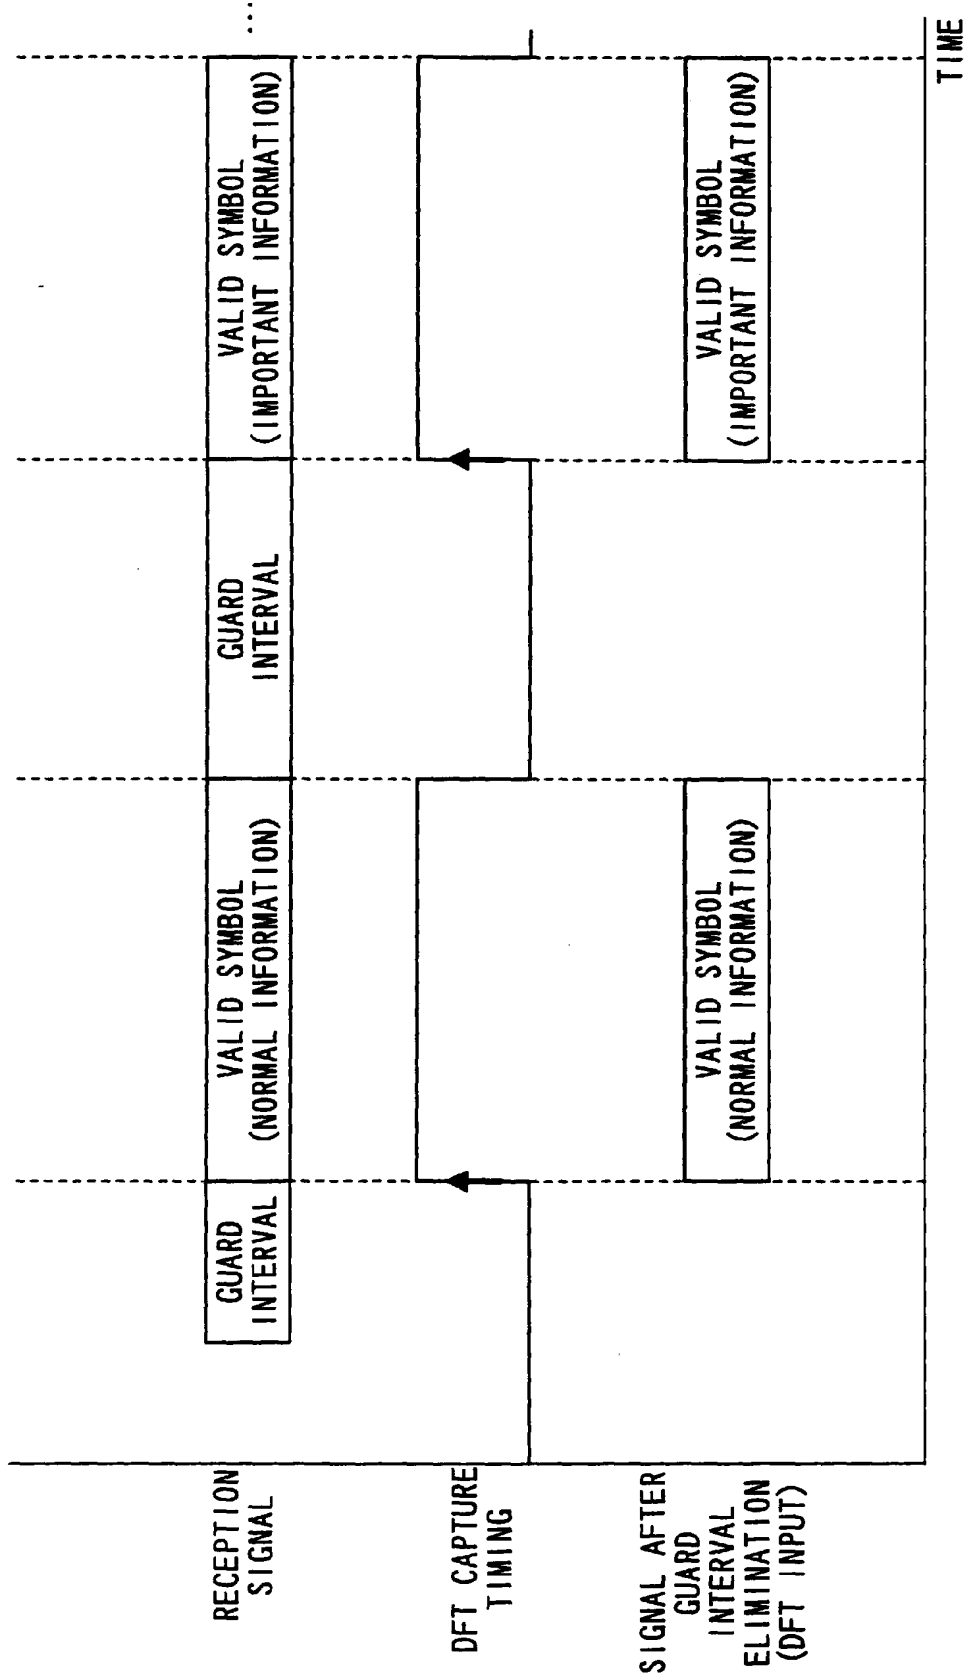 RECEPTION
SIGNAL
GUARD
INTERVAL
VALID SYMBOL
(NORMAL INFORMATION)
GUARD
INTERVAL
VALID SYMBOL
(IMPORTANT INFORMATION)
...
DFT CAPTURE
TIMING
SIGNAL AFTER
GUARD
INTERVAL
ELIMINATION
(DFT INPUT)
VALID SYMBOL
(NORMAL INFORMATION)
VALID SYMBOL
(IMPORTANT INFORMATION)
TIME